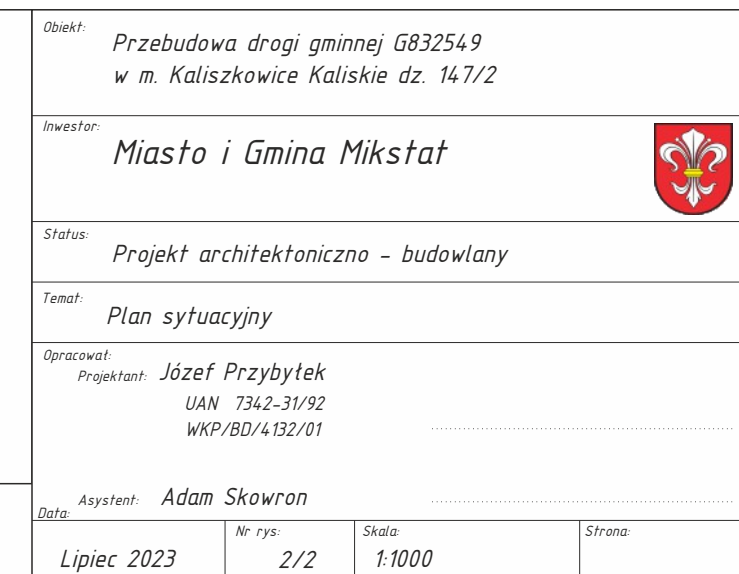 Obiekt:
Przebudowa drogi gminnej G832549
w m. Kaliszkowice Kaliskie dz. 147/2
Inwestor:
Miasto i Gmina Mikstat
Status:
Projekt architektoniczno - budowlany
Temat:
Plan sytuacyjny
Opracował:
Projektant: Józef Przybyłek
UAN 7342-31/92
WKP/BD/4132/01
Asystent: Adam Skowron
Data:
Lipiec 2023
Nr rys:
2/2
Skala:
1:1000
Strona: